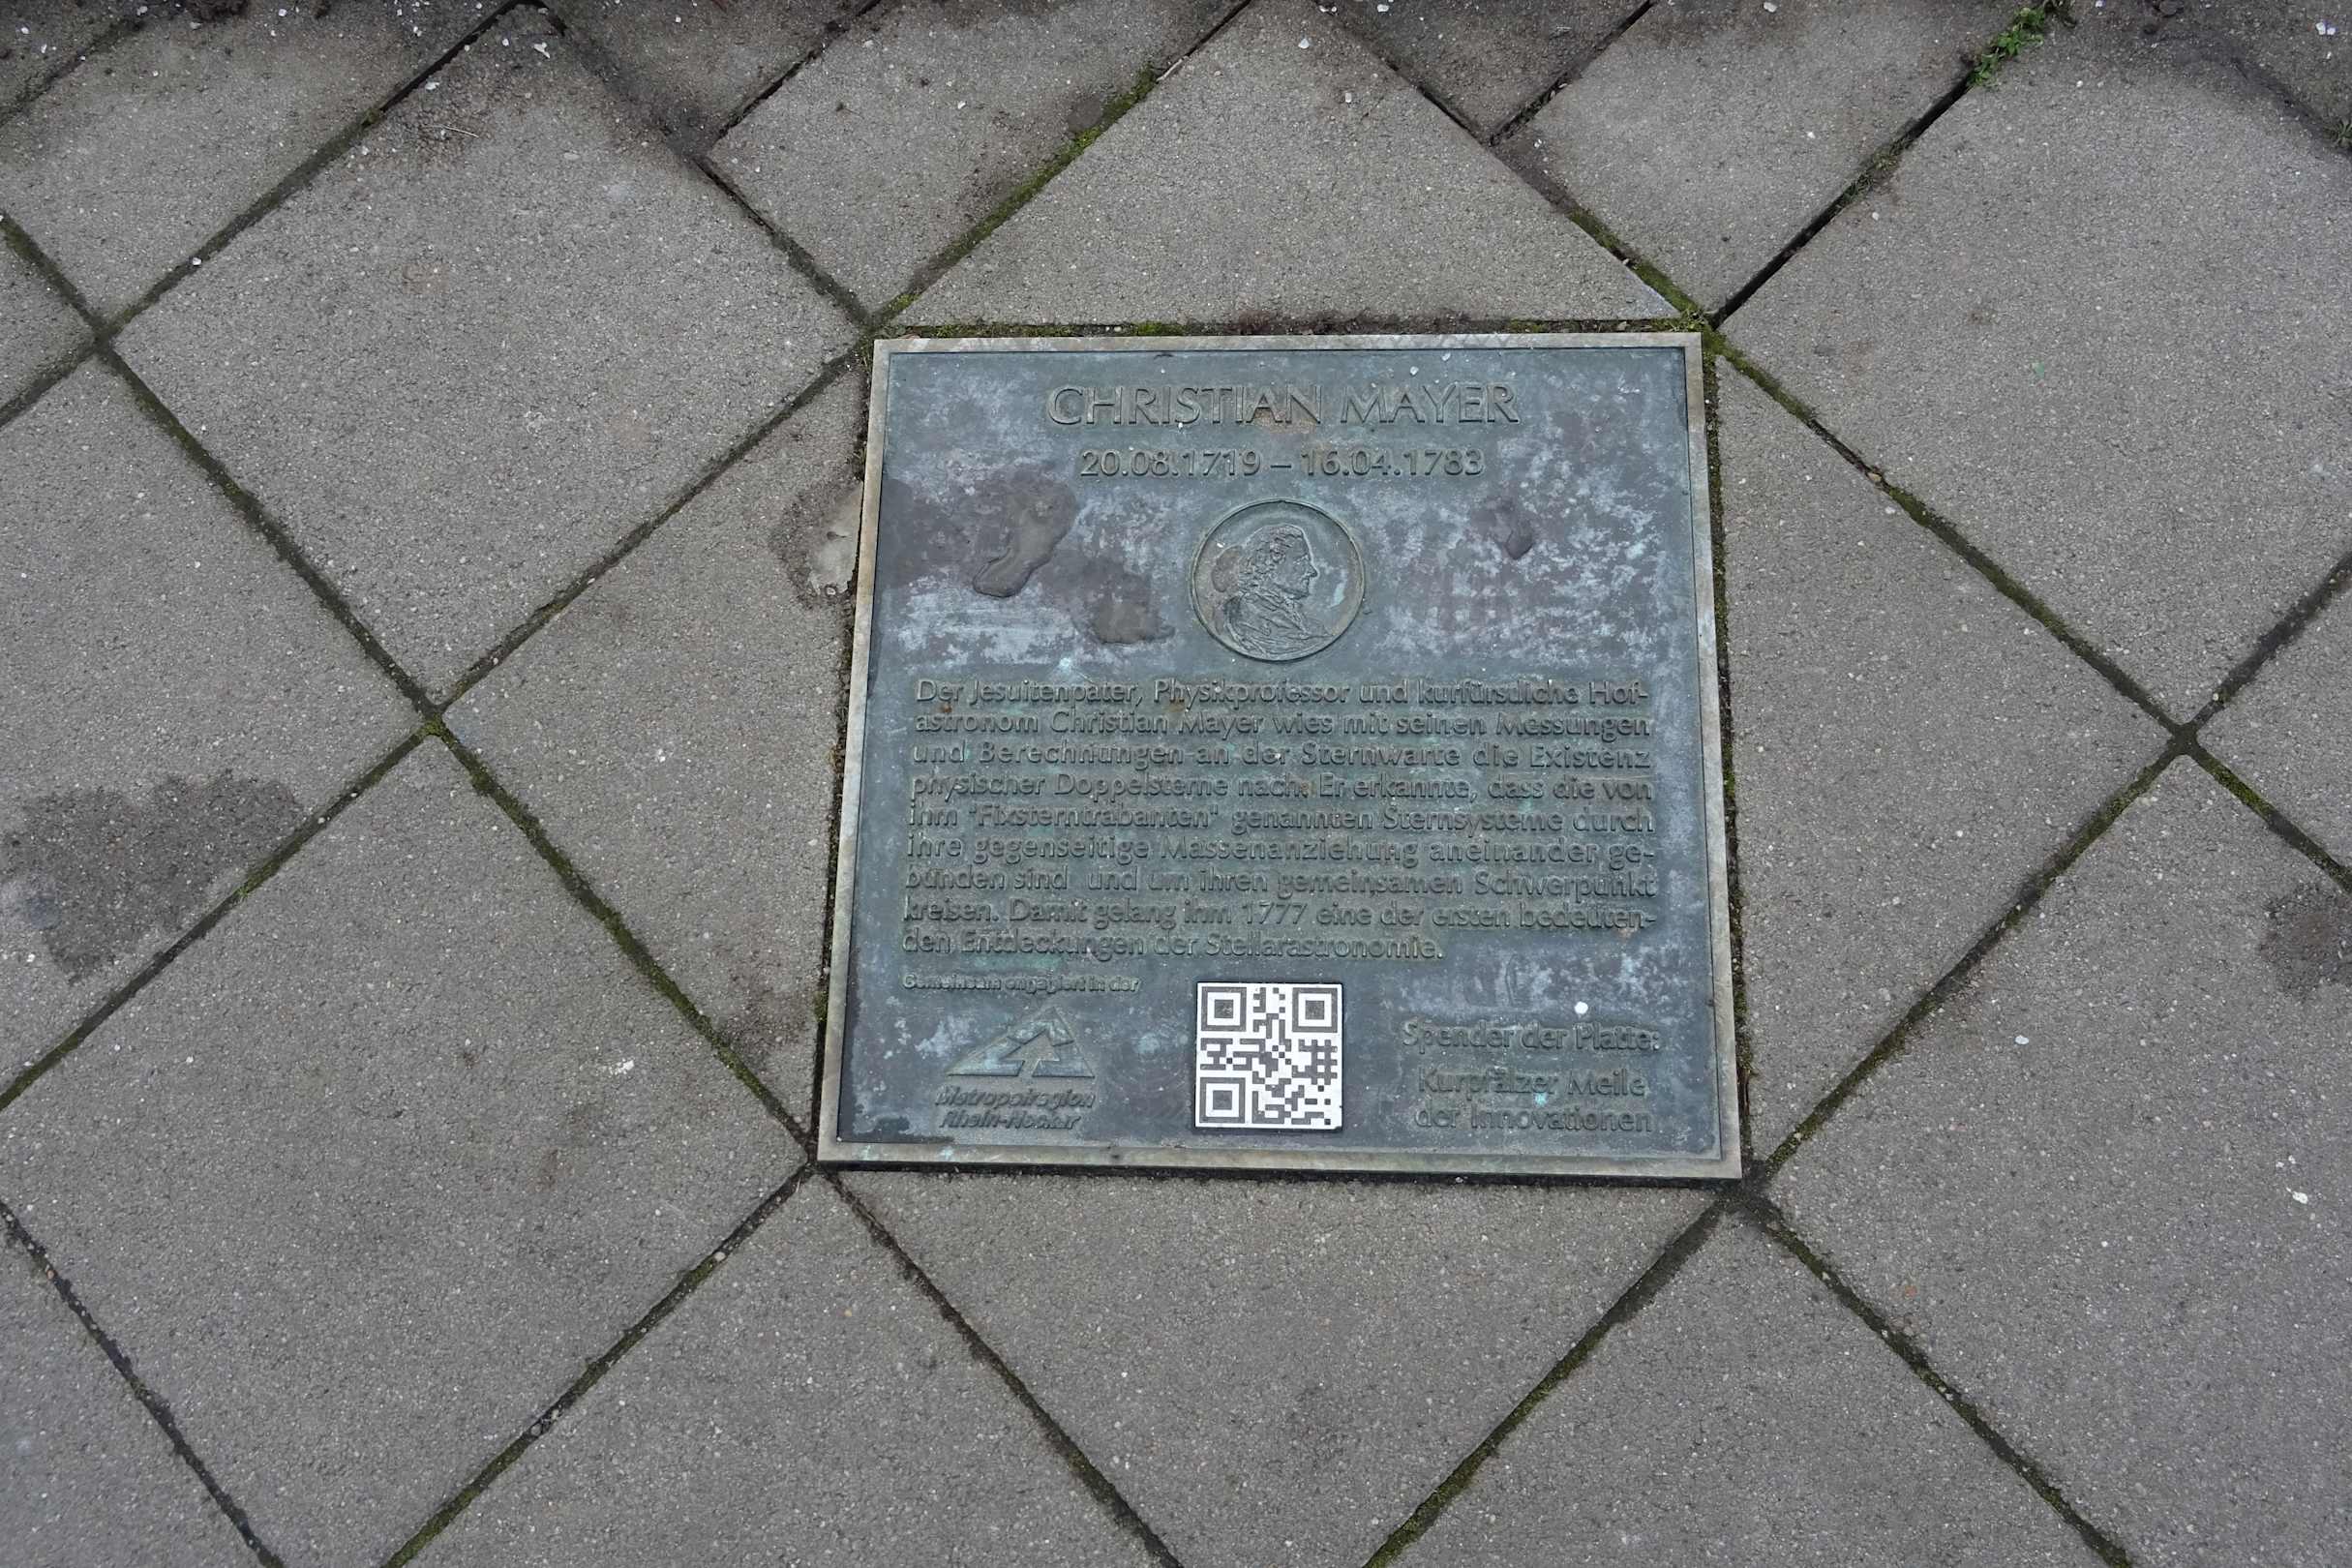 CHRISTIAN MAYER
20.08.1719 – 16.04.1783
Der Jesuitenpater, Physikprofessor und kurfürstliche Hof-
astronom Christian Mayer wies mit seinen Messungen
und Berechnungen an der Sternwarte die Existenz
physischer Doppelsterne nach. Er erkannte, dass die von
ihm "Fixsterntrabanten" genannten Sternsysteme durch
ihre gegenseitige Massenanziehung aneinander ge-
bunden sind und um ihren gemeinsamen Schwerpunkt
kreisen. Damit gelang ihm 1777 eine der ersten bedeuten-
den Entdeckungen der Stellarastronomie.
Gemeinsam engagiert in der
Metropolregion
Rhein-Neckar
Spender der Platte:
Kurpfälzer Meile
der Innovationen